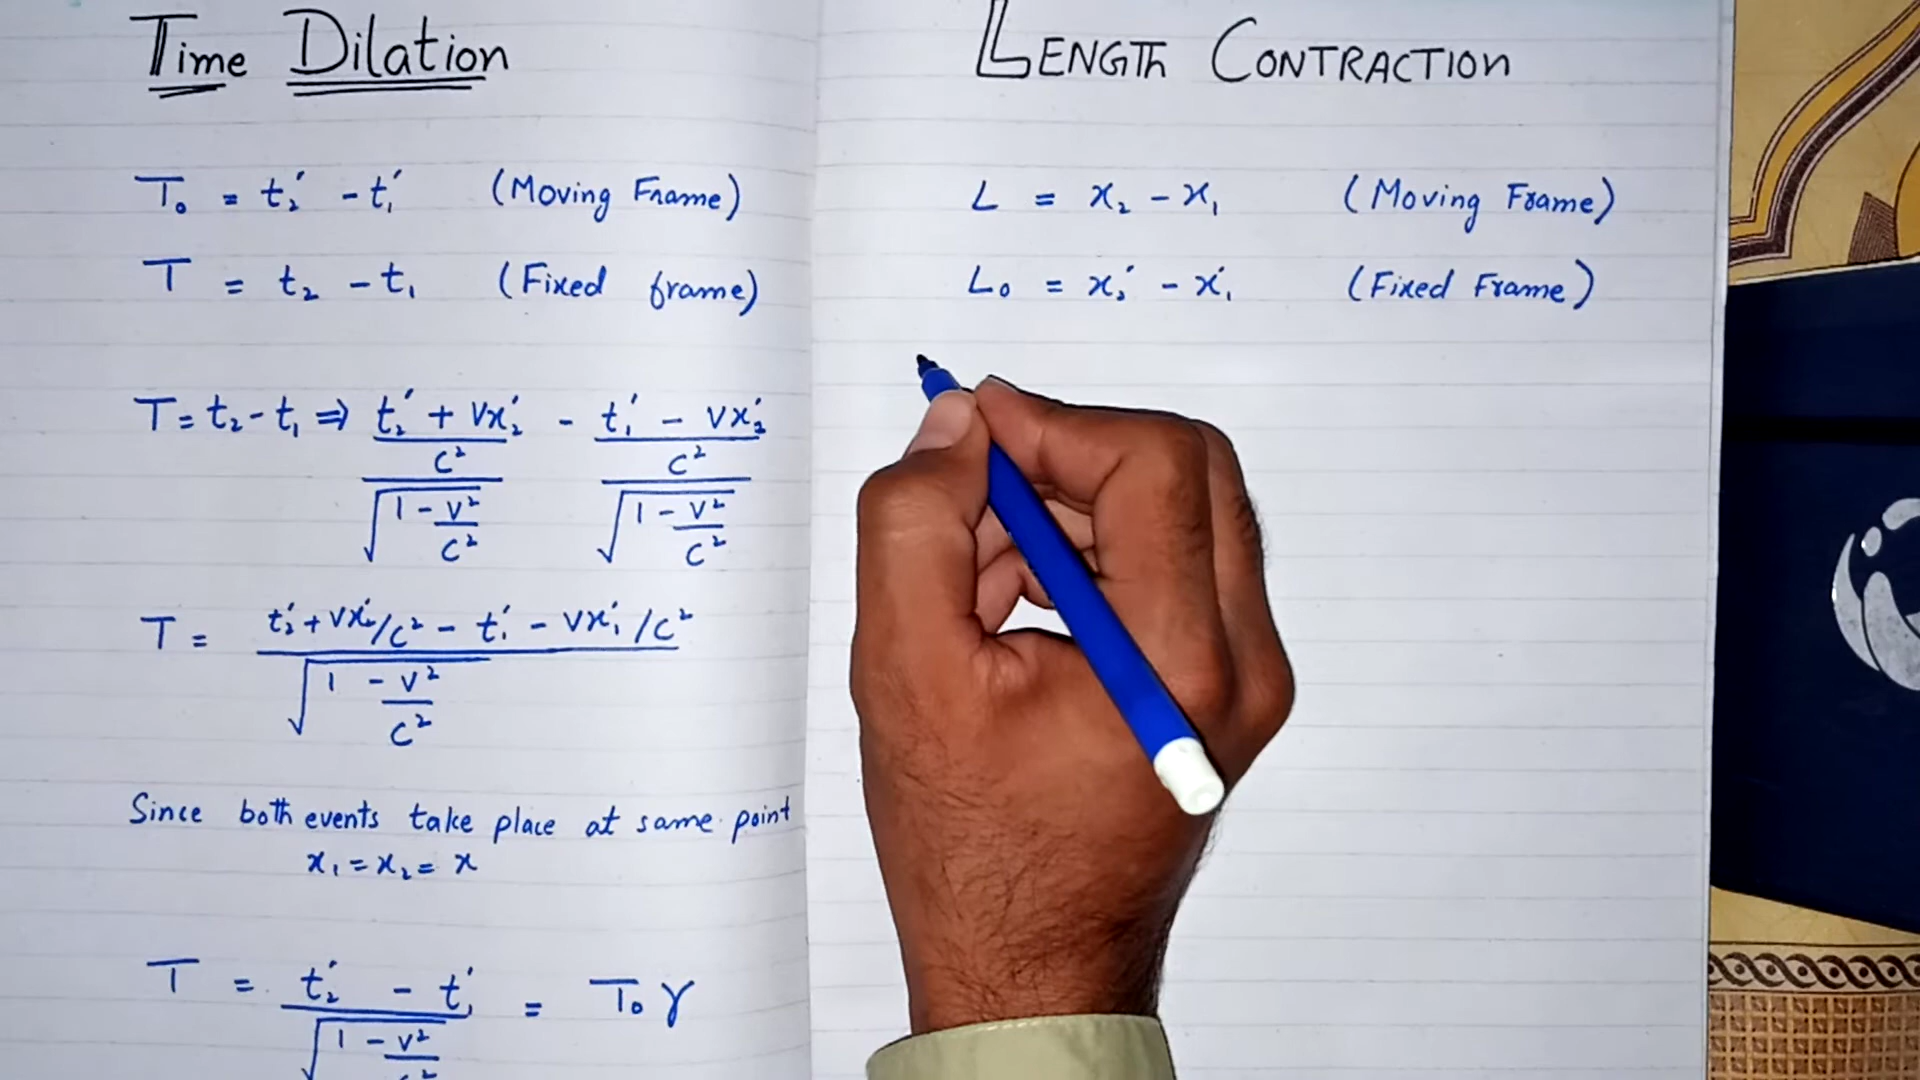 Time Dilation
T₀ = t₂′ - t₁′ (Moving Frame)
T = t₂ - t₁ (Fixed frame)
T = t₂ - t₁ ⇒ t₂′ + Vx₂′ - t₁′ - Vx₂′
c² c²
√1 - v² √1 - v²
c² c²
T = t₂′ + Vx₂′/c² - t₁′ - Vx₁′/c²
√1 - v²
c²
Since both events take place at same point
x₁ = x₂ = x
T = t₂′ - t₁′ = T₀ γ
√1 - v²
c²
LENGTH CONTRACTION
L = x₂ - x₁ (Moving Frame)
L₀ = x₂′ - x₁′ (Fixed Frame)